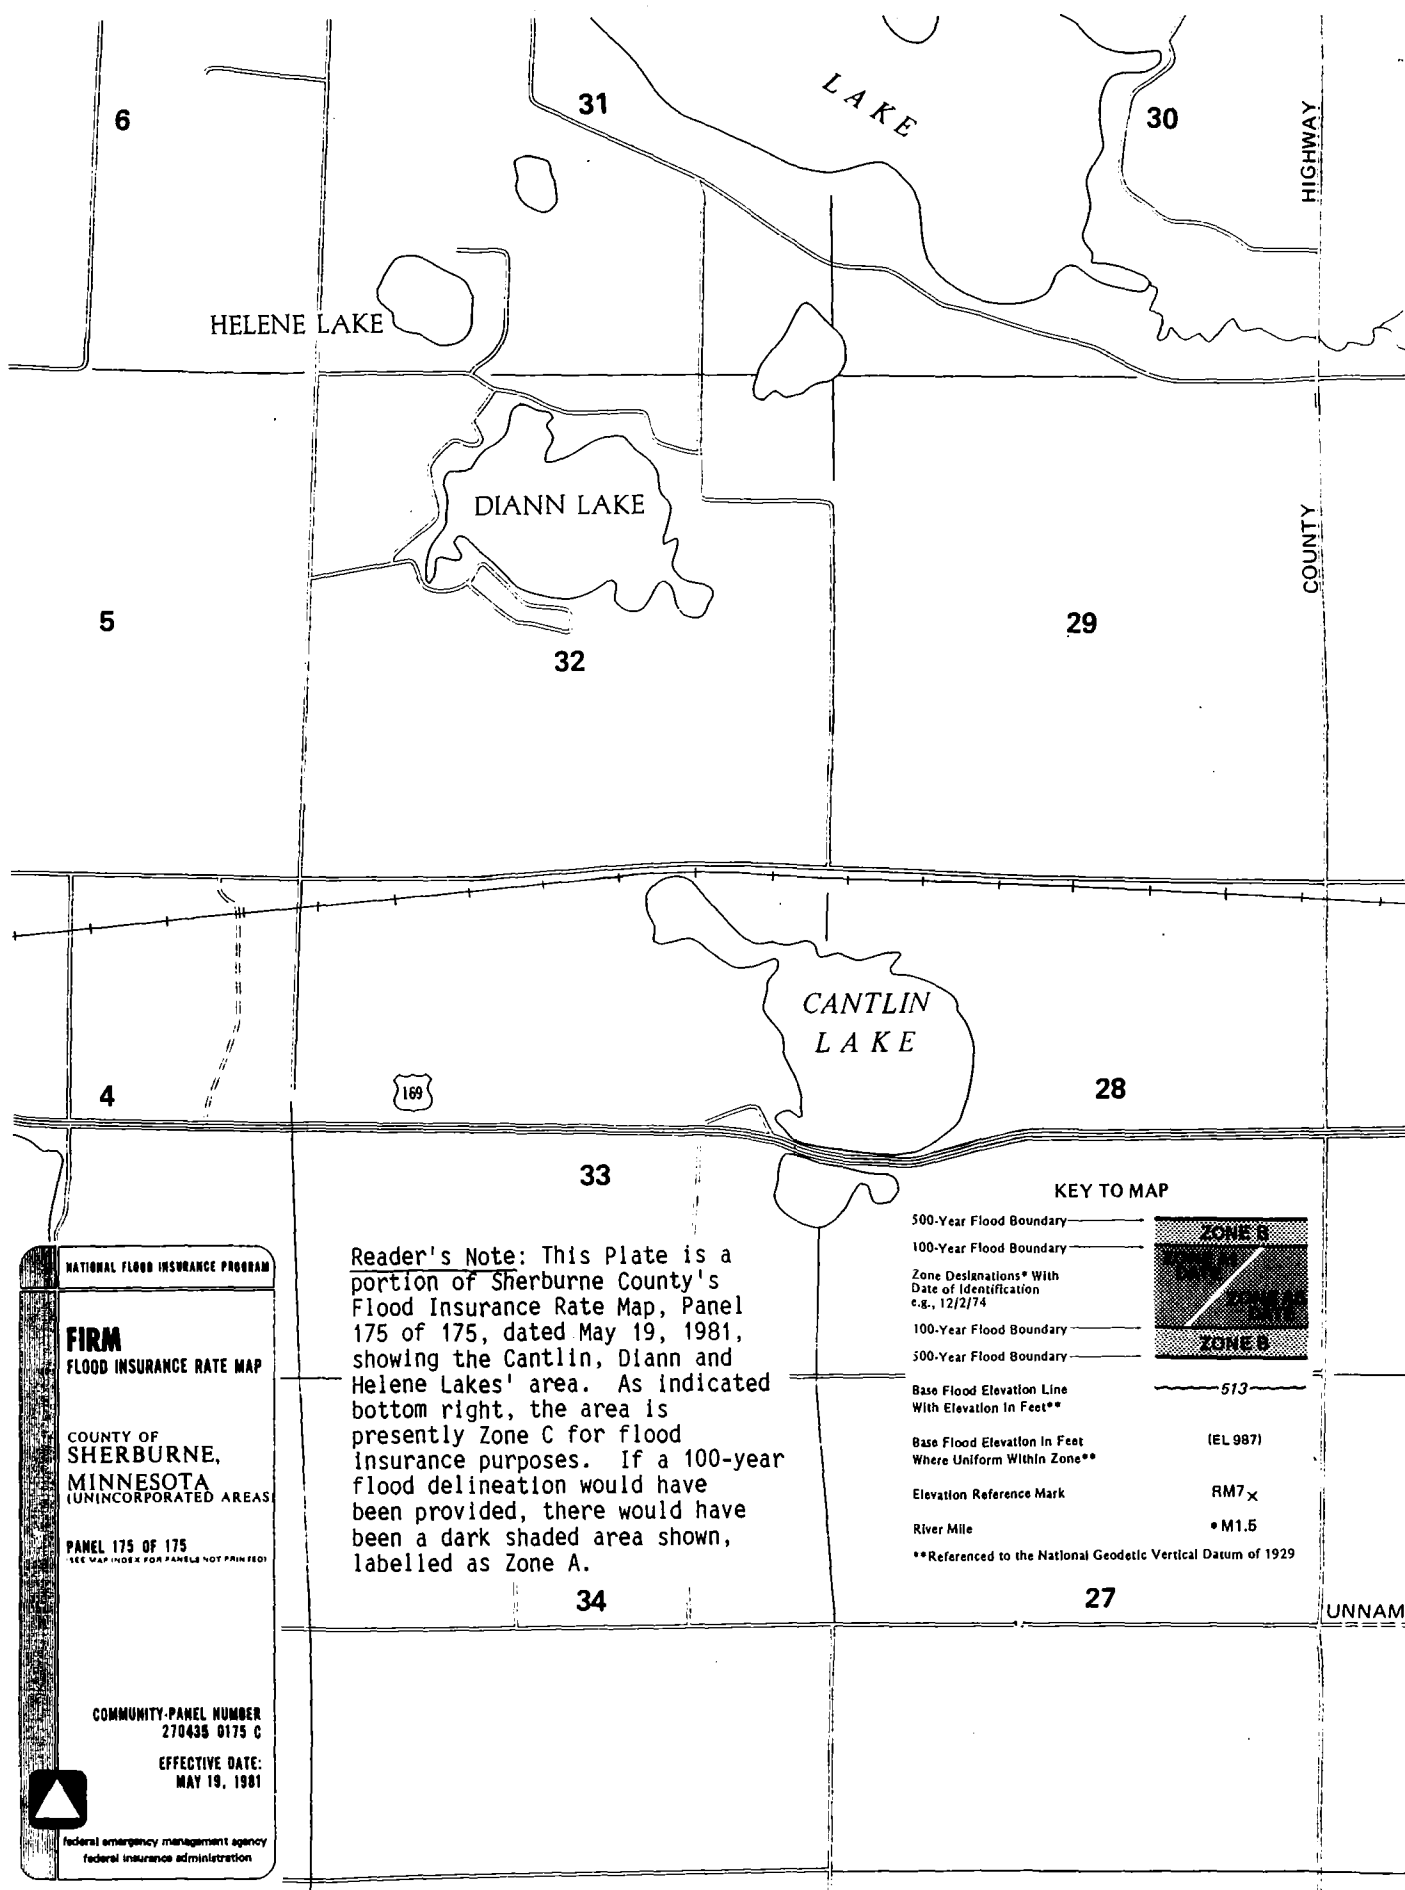 6
31
LAKE
30
HIGHWAY
HELENE LAKE
DIANN LAKE
COUNTY
5
32
29
CANTLIN
LAKE
4
169
28
33
KEY TO MAP
500-Year Flood Boundary
ZONE B
100-Year Flood Boundary
Zone Designations* With
Date of Identification
e.g., 12/2/74
DATE
DATE
100-Year Flood Boundary
ZONE B
500-Year Flood Boundary
Base Flood Elevation Line
With Elevation In Feet**
513
Base Flood Elevation in Feet
Where Uniform Within Zone**
(EL 987)
Elevation Reference Mark
RM7×
River Mile
•M1.5
**Referenced to the National Geodetic Vertical Datum of 1929
Reader's Note: This Plate is a
portion of Sherburne County's
Flood Insurance Rate Map, Panel
175 of 175, dated May 19, 1981,
showing the Cantlin, Diann and
Helene Lakes' area. As indicated
bottom right, the area is
presently Zone C for flood
insurance purposes. If a 100-year
flood delineation would have
been provided, there would have
been a dark shaded area shown,
labelled as Zone A.
34
27
UNNAM
NATIONAL FLOOD INSURANCE PROGRAM
FIRM
FLOOD INSURANCE RATE MAP
COUNTY OF
SHERBURNE,
MINNESOTA
(UNINCORPORATED AREAS)
PANEL 175 OF 175
(SEE MAP INDEX FOR PANELS NOT PRINTED)
COMMUNITY-PANEL NUMBER
270435 0175 C
EFFECTIVE DATE:
MAY 19, 1981
federal emergency management agency
federal insurance administration